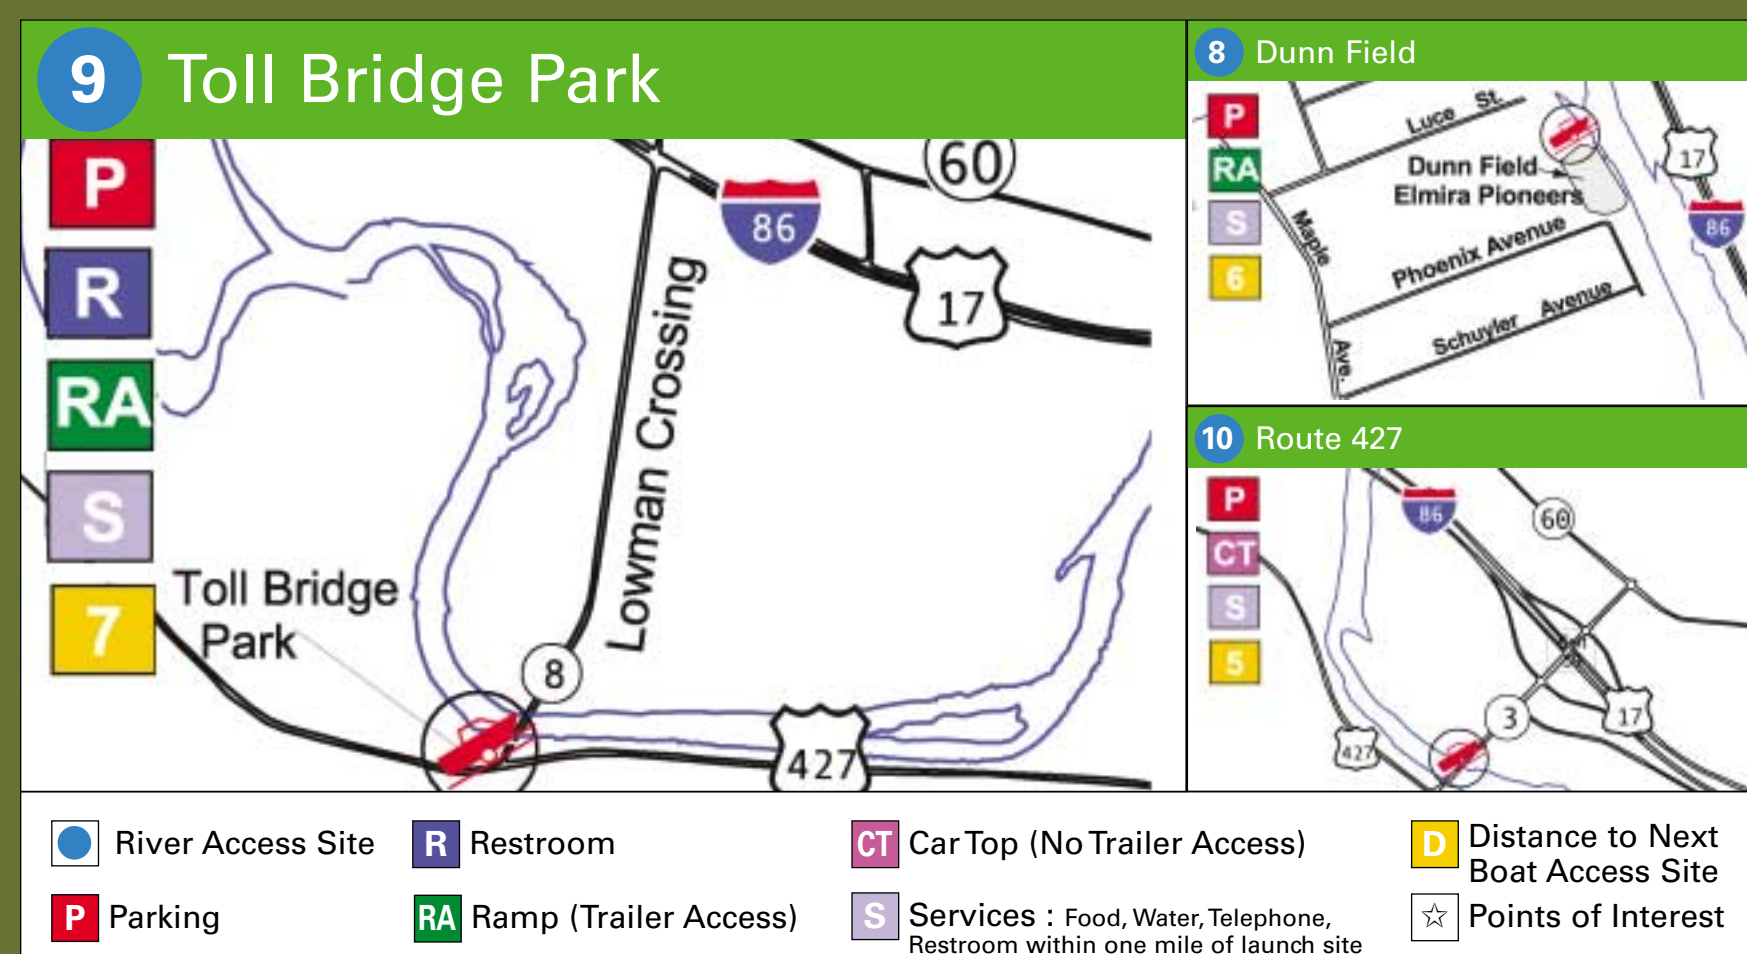 9 Toll Bridge Park
P
R
RA
S
7
60
86
17
Lowman Crossing
Toll Bridge
Park
8
427
8 Dunn Field
P
RA
S
6
Luce St.
Dunn Field
Elmira Pioneers
17
86
Maple
Ave.
Phoenix Avenue
Schuyler Avenue
10 Route 427
P
CT
S
5
86
60
3
17
427
River Access Site
P Parking
R Restroom
RA Ramp (Trailer Access)
CT Car Top (No Trailer Access)
S Services : Food, Water, Telephone,
Restroom within one mile of launch site
D Distance to Next
Boat Access Site
Points of Interest